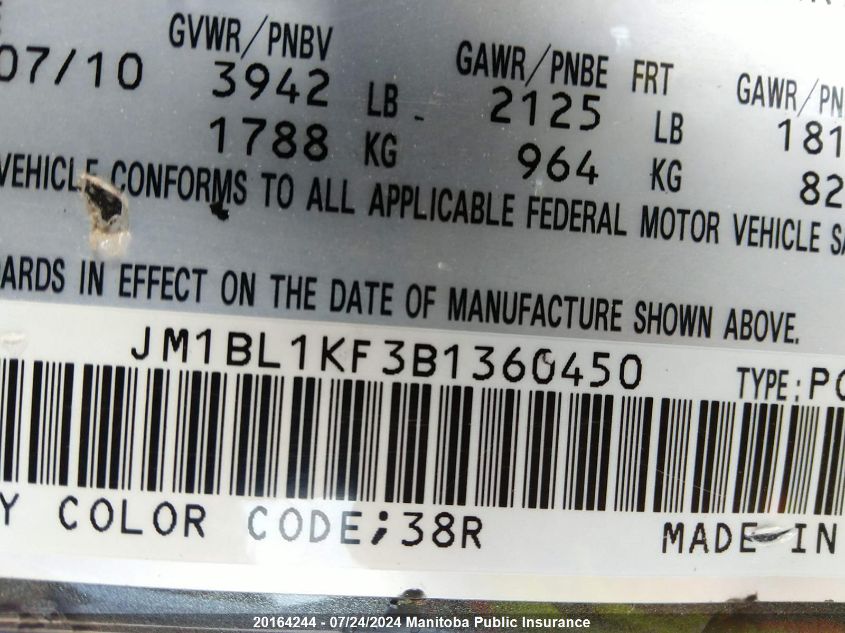 07/10
GVWR/PNBV
3942 LB
1788 KG
GAWR/PNBE FRT
2125 LB
964 KG
GAWR/PN
181
82
VEHICLE CONFORMS TO ALL APPLICABLE FEDERAL MOTOR VEHICLE SA
DARDS IN EFFECT ON THE DATE OF MANUFACTURE SHOWN ABOVE.
JM1BL1KF3B1360450 TYPE:PO
Y COLOR CODE;38R MADE IN
20164244 - 07/24/2024 Manitoba Public Insurance